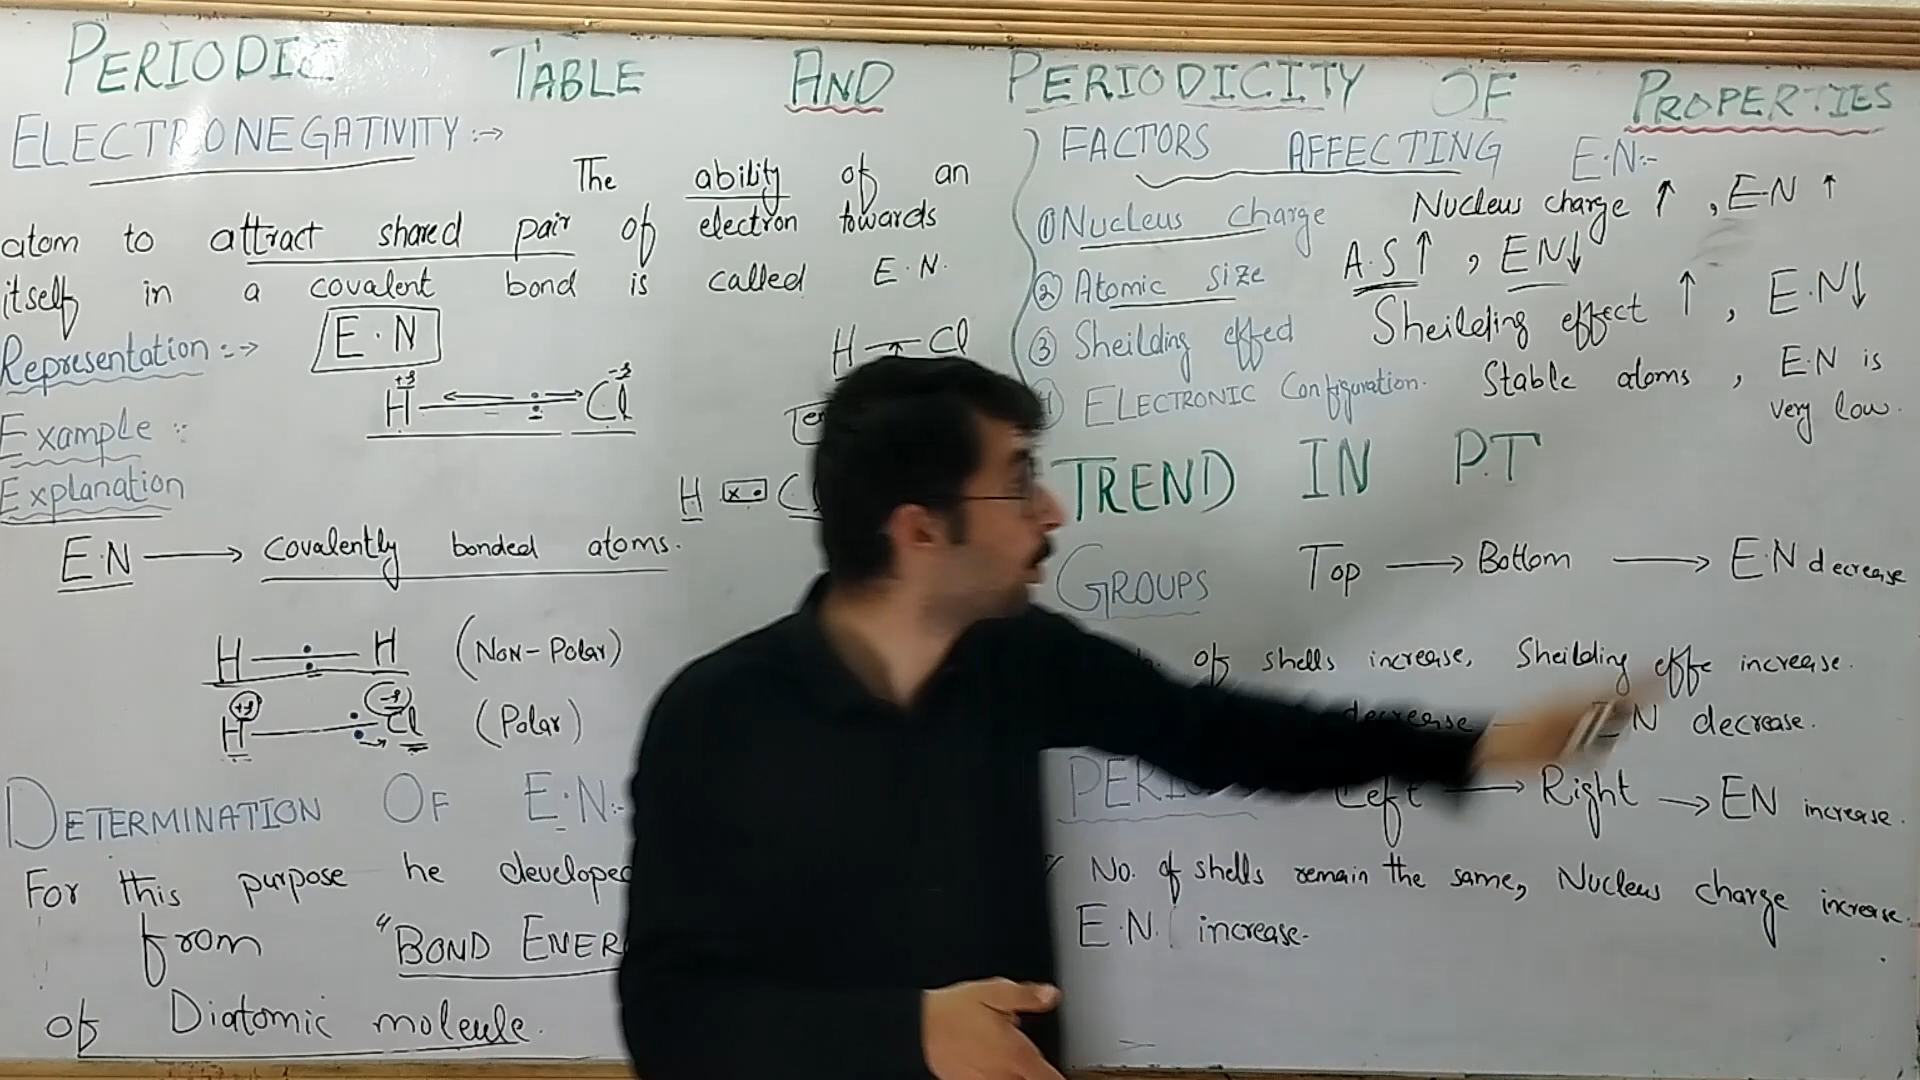 PERIODIC TABLE AND PERIODICITY OF PROPERTIES
ELECTRONEGATIVITY :→
The ability of an
atom to attract shared pair of electron towards
itself in a covalent bond is called E.N.
Representation :→ E.N
H — Cl
Example :
+δ -δ
H Cl
Explanation
H x• Cl
E.N → covalently bonded atoms.
H — H (NON-Polar)
+δ -δ
H — Cl (Polar)
DETERMINATION OF E.N:-
For this purpose he developed
from "BOND ENER
of Diatomic moleule.
FACTORS AFFECTING E.N:-
① Nucleus charge Nucleus charge ↑, E.N ↑
② Atomic size A.S ↑, EN↓
③ Sheilding effed Sheilding effect ↑, E.N↓
④ ELECTRONIC Configuration. Stable atoms, E.N is
very low.
TREND IN P.T
GROUPS Top → Bottom → E.N decrease
of shells increase, Sheilding effe increase.
decrease EN decrease.
PERIO Left → Right → EN increase.
No. of shells remain the same, Nucleus charge increase.
E.N. increase-